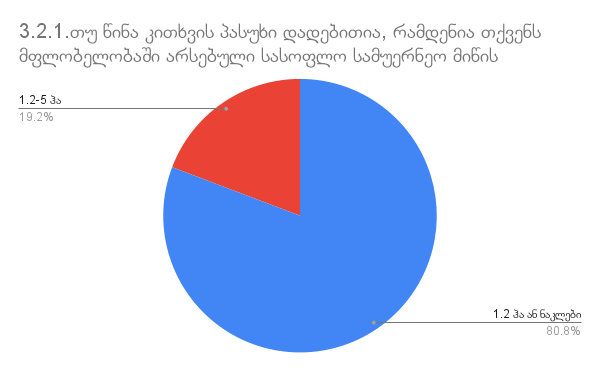 3.2.1.თუ წინა კითხვის პასუხი დადებითია, რამდენია თქვენს
მფლობელობაში არსებული სასოფლო სამუერნეო მიწის
1.2-5 ჰა
19.2%
1.2 ჰა ან ნაკლები
80.8%